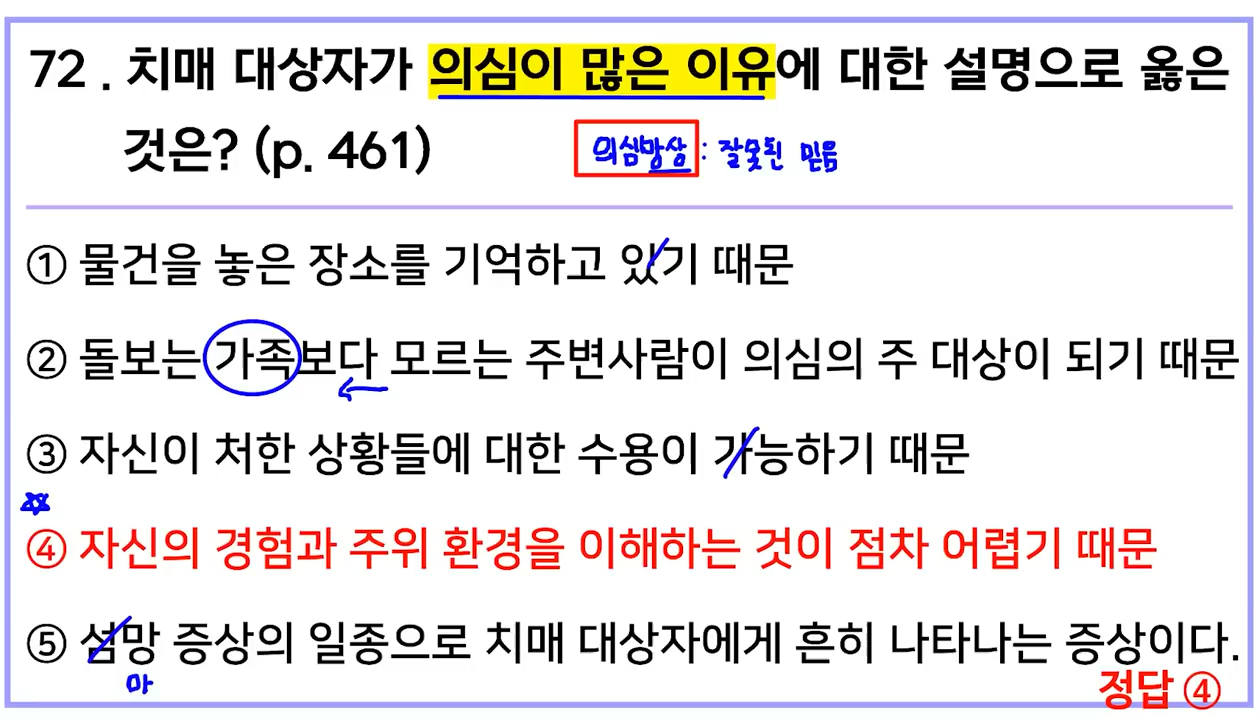 72 . 치매 대상자가 의심이 많은 이유에 대한 설명으로 옳은
것은? (p. 461)
의심망상 : 잘못된 믿음
① 물건을 놓은 장소를 기억하고 있기 때문
② 돌보는 가족보다 모르는 주변사람이 의심의 주 대상이 되기 때문
③ 자신이 처한 상황들에 대한 수용이 가능하기 때문
④ 자신의 경험과 주위 환경을 이해하는 것이 점차 어렵기 때문
⑤ 섬망 증상의 일종으로 치매 대상자에게 흔히 나타나는 증상이다.
마
정답 ④